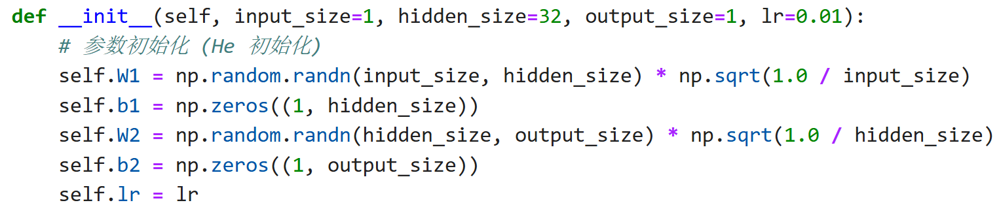 def __init__(self, input_size=1, hidden_size=32, output_size=1, lr=0.01):
    # 参数初始化 (He 初始化)
    self.W1 = np.random.randn(input_size, hidden_size) * np.sqrt(1.0 / input_size)
    self.b1 = np.zeros((1, hidden_size))
    self.W2 = np.random.randn(hidden_size, output_size) * np.sqrt(1.0 / hidden_size)
    self.b2 = np.zeros((1, output_size))
    self.lr = lr